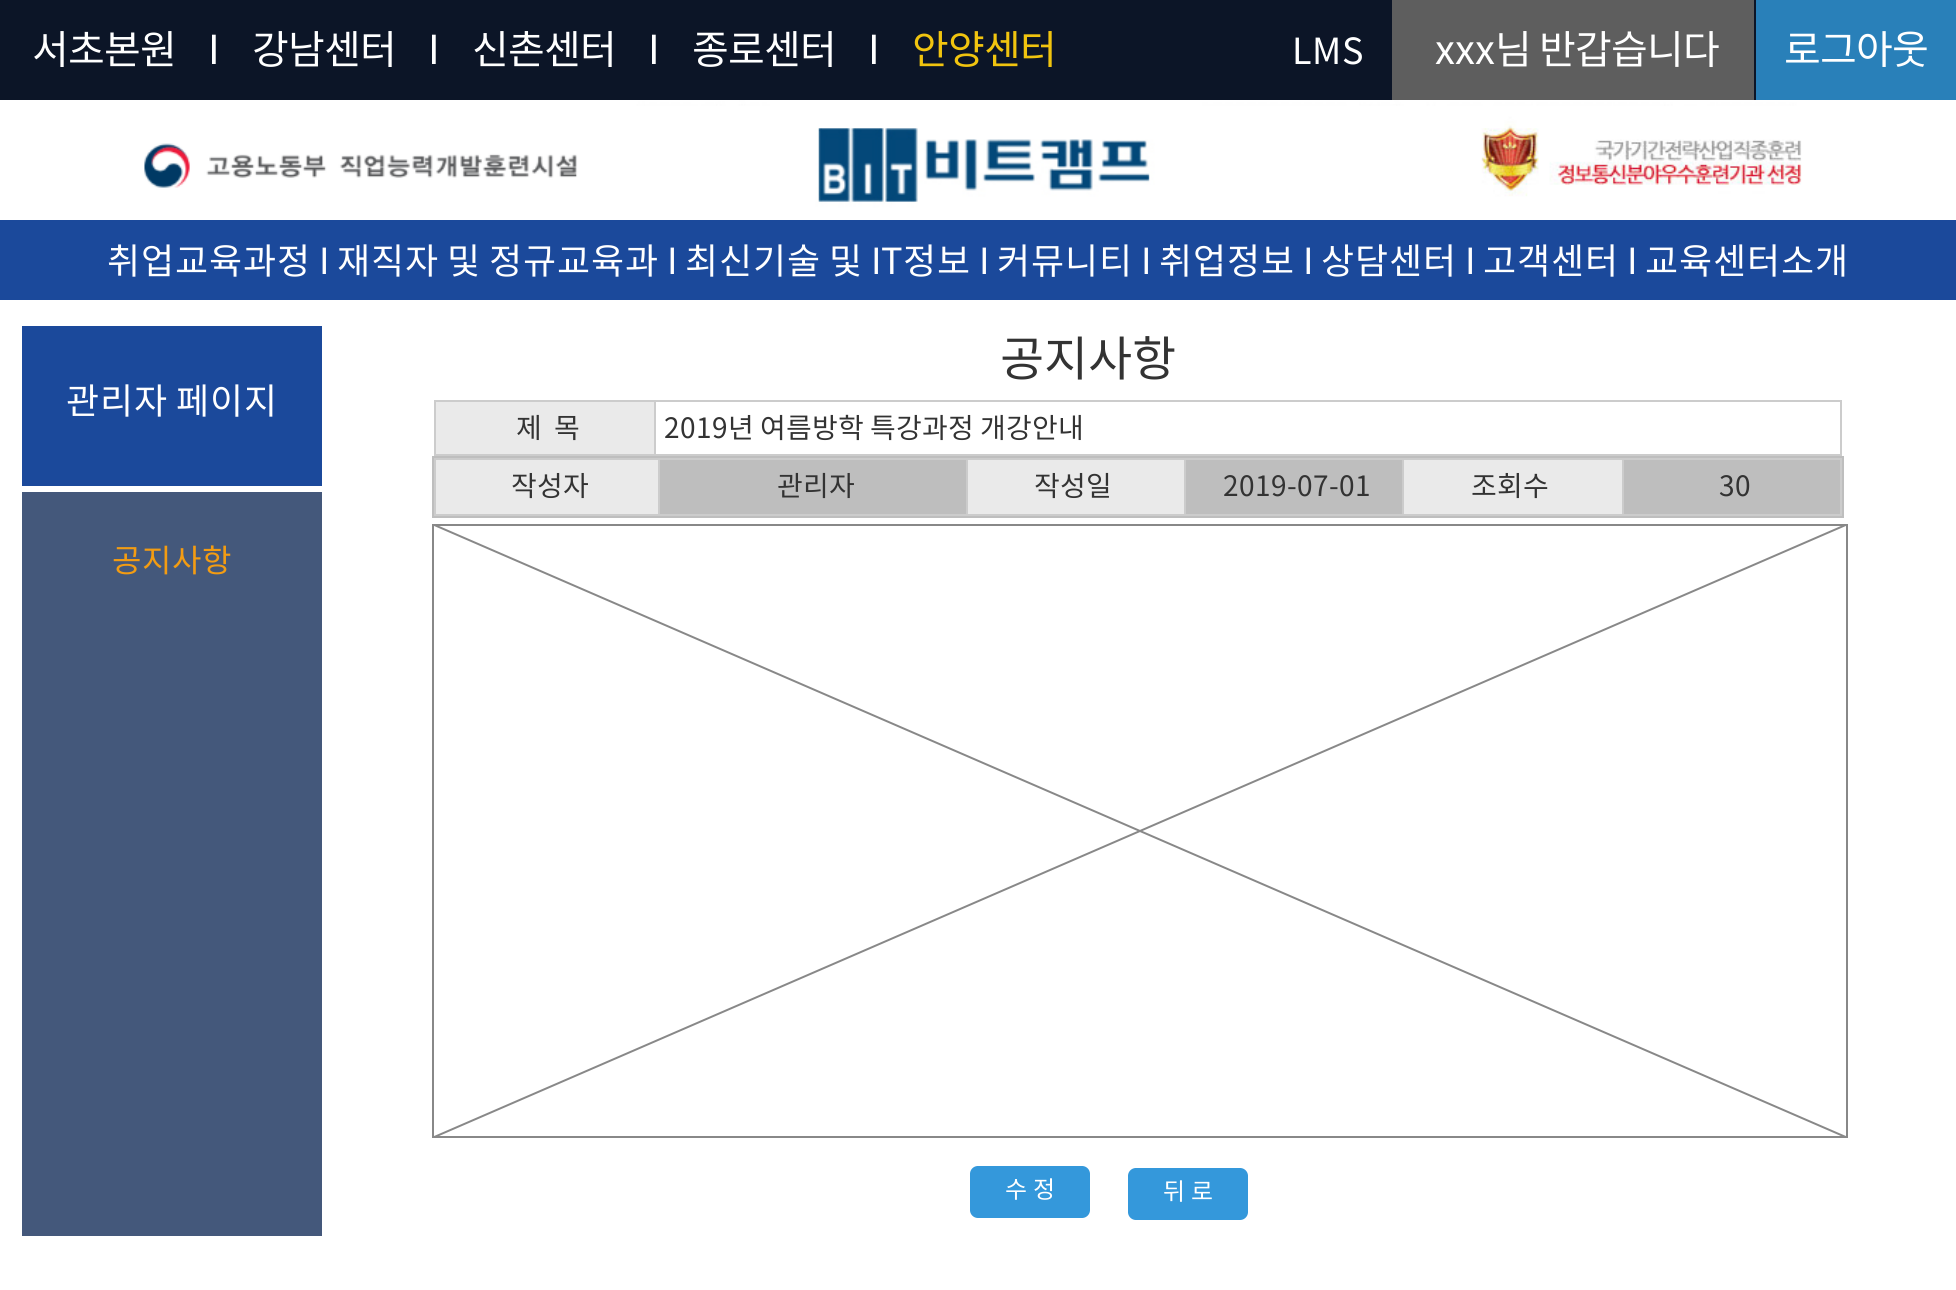 서초본원 I 강남센터 I 신촌센터 I 종로센터 I 안양센터 LMS xxx님 반갑습니다 로그아웃
고용노동부 직업능력개발훈련시설
BIT 비트캠프
국가기간전략산업직종훈련
정보통신분야우수훈련기관 선정
취업교육과정 I 재직자 및 정규교육과 I 최신기술 및 IT정보 I 커뮤니티 I 취업정보 I 상담센터 I 고객센터 I 교육센터소개
관리자 페이지
공지사항
공지사항
제 목 2019년 여름방학 특강과정 개강안내
작성자 관리자 작성일 2019-07-01 조회수 30
수 정 뒤 로